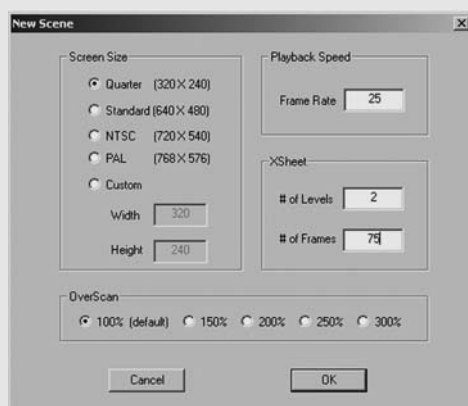 New Scene
Screen Size
Quarter (320 X 240)
Standard (640 X 480)
NTSC (720 X 540)
PAL (768 X 576)
Custom
Width 320
Height 240
Playback Speed
Frame Rate 25
XSheet
# of Levels 2
# of Frames 75
OverScan
100% (default) 150% 200% 250% 300%
Cancel OK